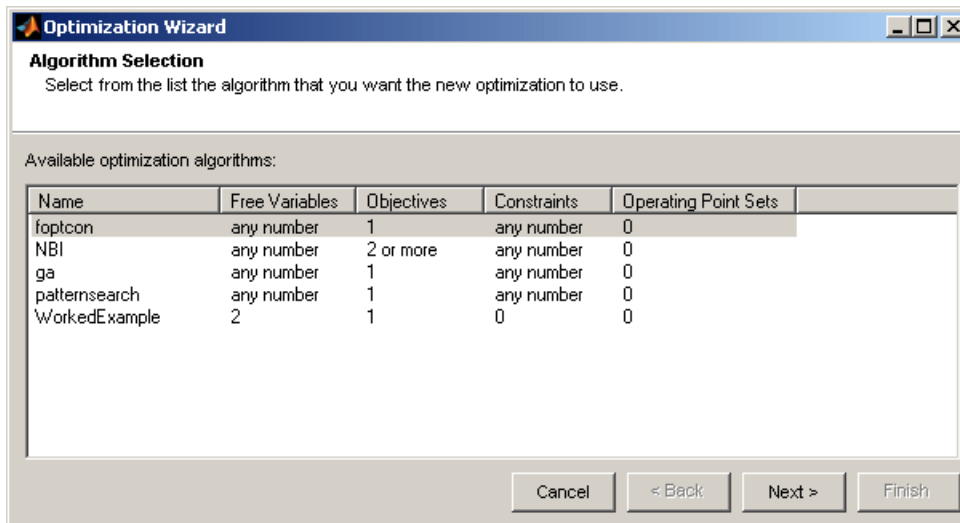 Optimization Wizard
Algorithm Selection
Select from the list the algorithm that you want the new optimization to use.
Available optimization algorithms:
Name Free Variables Objectives Constraints Operating Point Sets
foptcon any number 1 any number 0
NBI any number 2 or more any number 0
ga any number 1 any number 0
patternsearch any number 1 any number 0
WorkedExample 2 1 0 0
Cancel < Back Next > Finish